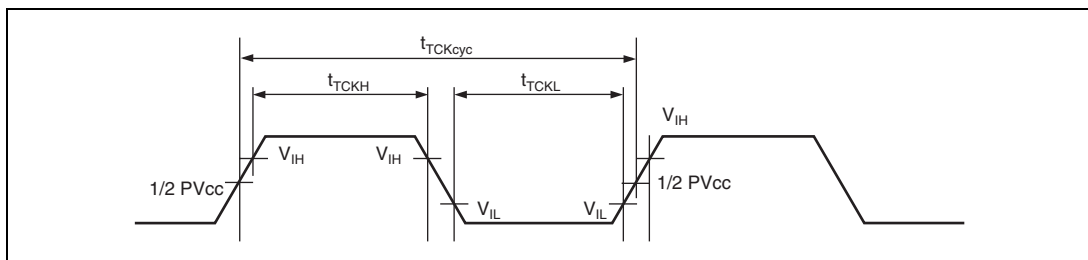 tTCKcyc
tTCKH
tTCKL
VIH
VIH
VIH
1/2 PVcc
1/2 PVcc
VIL
VIL